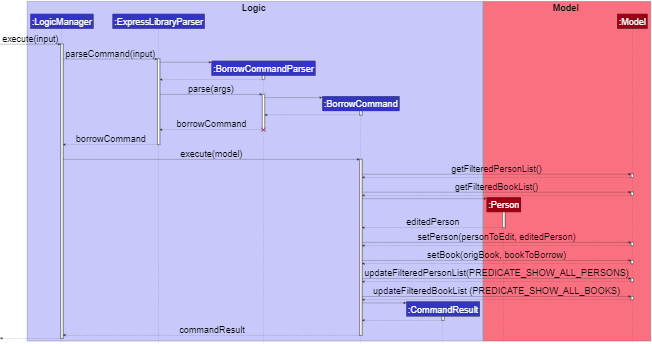 Logic
Model
:LogicManager
:ExpressLibraryParser
:Model
execute(input)
parseCommand(input)
:BorrowCommandParser
parse(args)
:BorrowCommand
borrowCommand
borrowCommand
execute(model)
getFilteredPersonList()
getFilteredBookList()
:Person
editedPerson
setPerson(personToEdit, editedPerson)
setBook(origBook, bookToBorrow)
updateFilteredPersonList(PREDICATE_SHOW_ALL_PERSONS)
updateFilteredBookList (PREDICATE_SHOW_ALL_BOOKS)
:CommandResult
commandResult